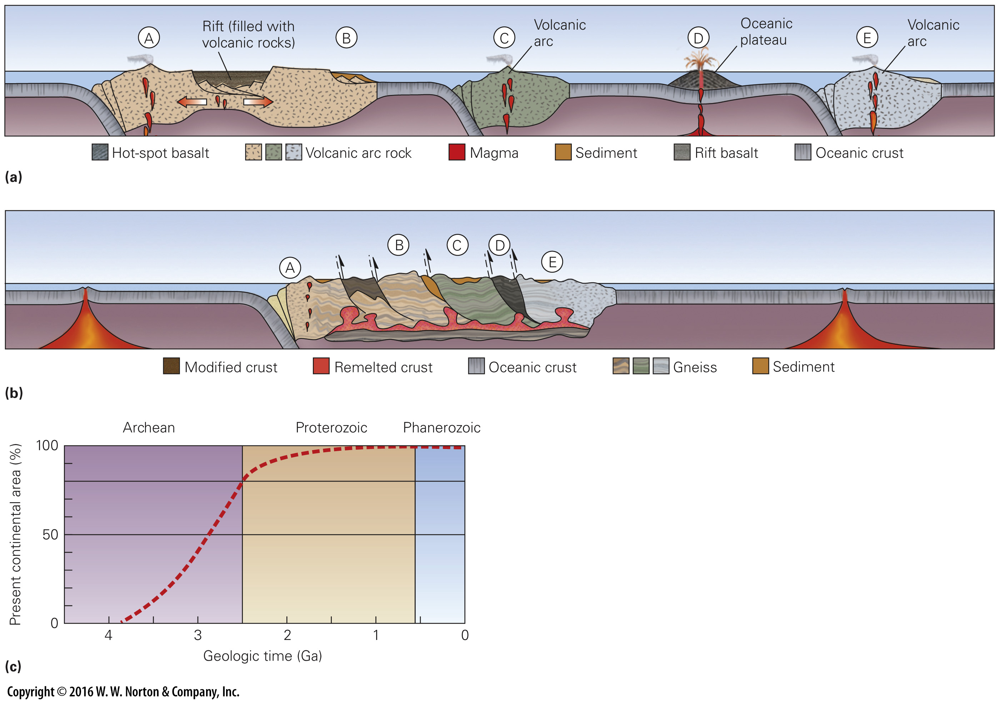 A
Rift (filled with
volcanic rocks)
B
C
Volcanic
arc
D
Oceanic
plateau
E
Volcanic
arc
Hot-spot basalt
Volcanic arc rock
Magma
Sediment
Rift basalt
Oceanic crust
(a)
A
B
C
D
E
Modified crust
Remelted crust
Oceanic crust
Gneiss
Sediment
(b)
Archean
Proterozoic
Phanerozoic
Present continental area (%)
100
50
0
4
3
2
1
0
Geologic time (Ga)
(c)
Copyright © 2016 W. W. Norton & Company, Inc.